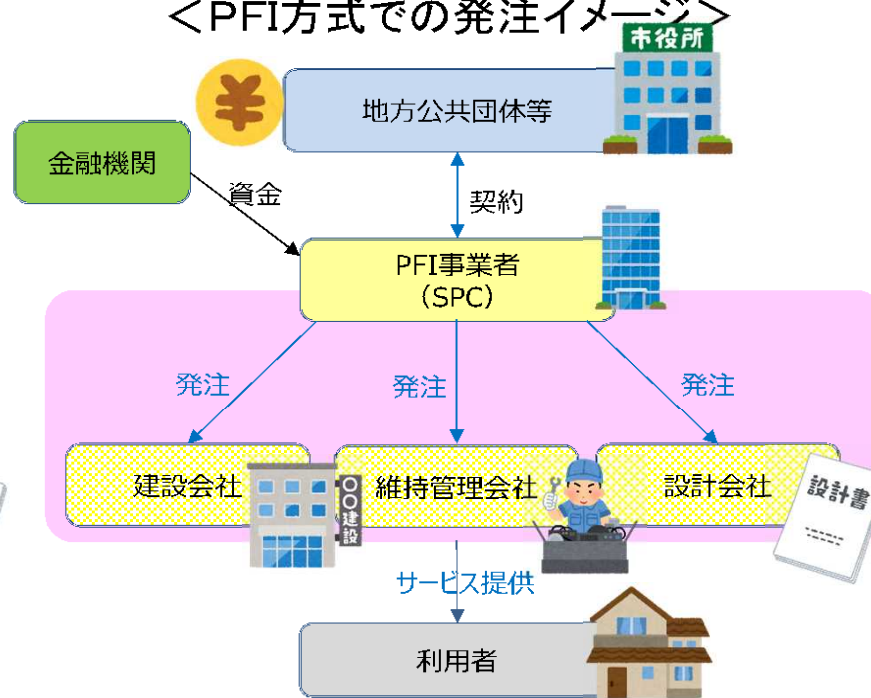 ＜PFI方式での発注イメージ＞
市役所
地方公共団体等
金融機関
資金
契約
PFI事業者
（SPC）
発注
発注
発注
建設会社
〇〇建設
維持管理会社
設計会社
設計書
サービス提供
利用者